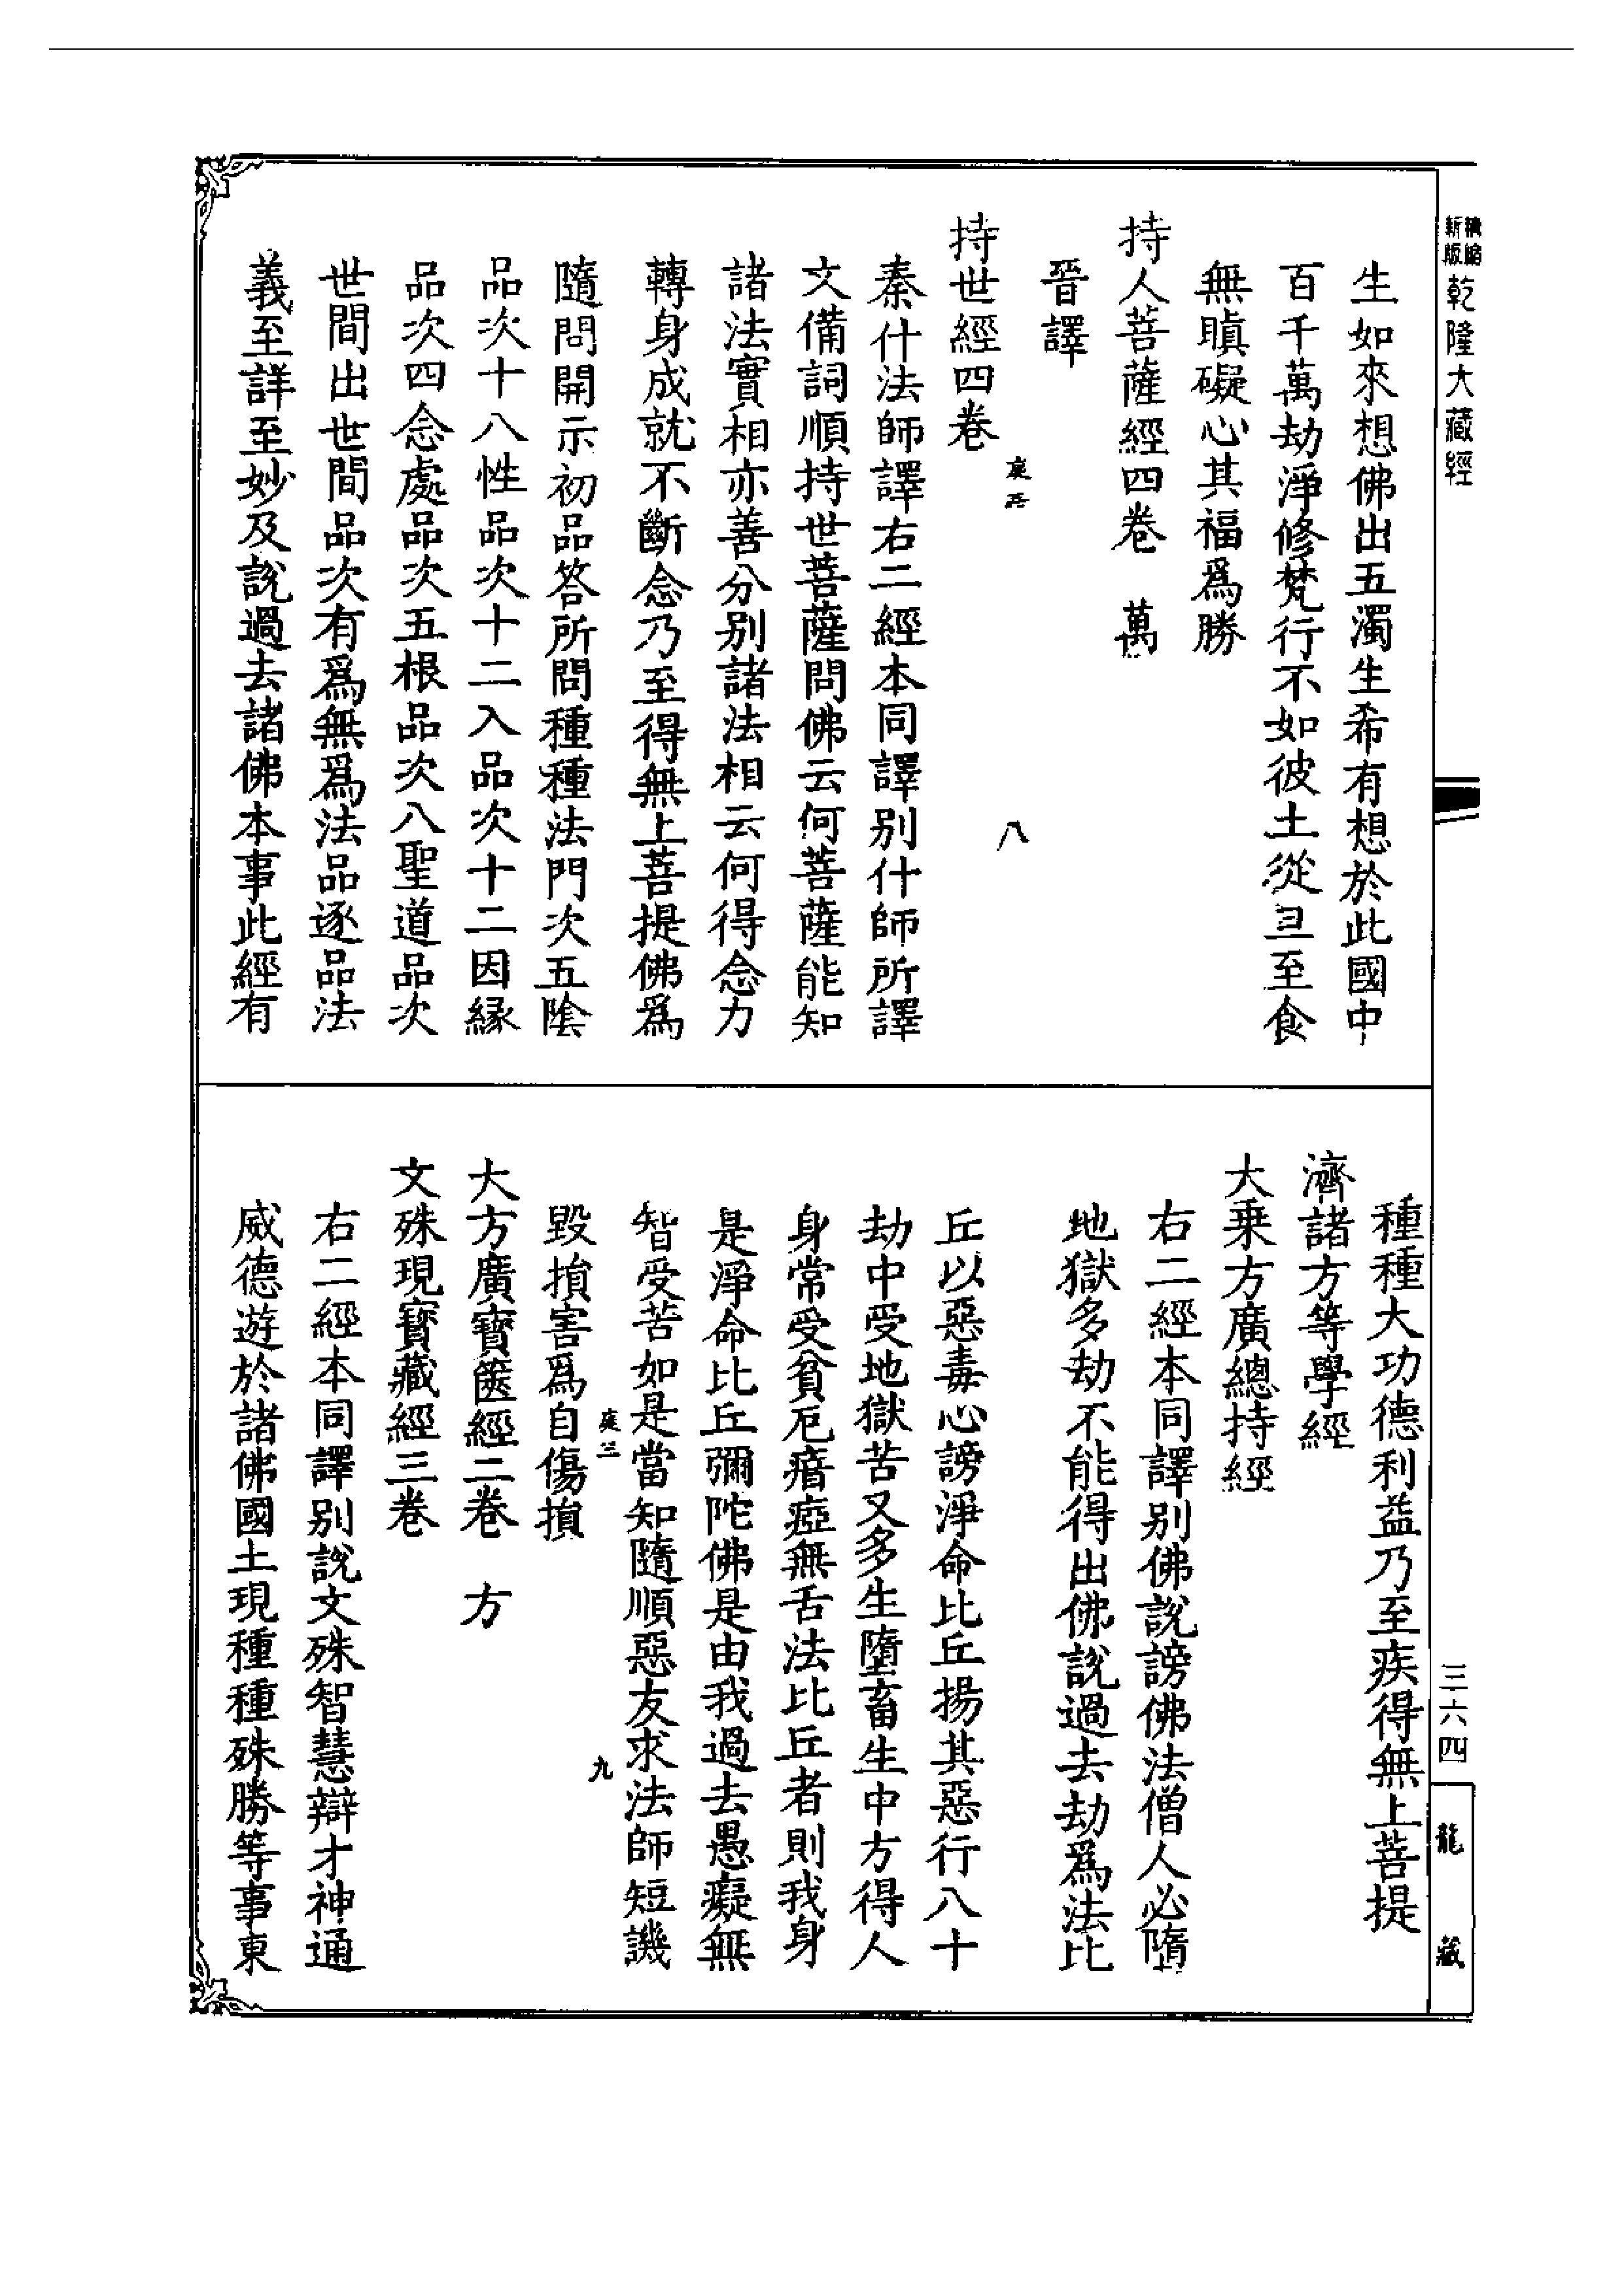 精縮
新版
乾隆大藏經
生如來想佛出五濁生希有想於此國中
百千萬劫淨修梵行不如彼土從旦至食
無瞋礙心其福爲勝
持人菩薩經四卷　萬
晉譯
八
持世經四卷
秦什法師譯右二經本同譯別什師所譯
文備詞順持世菩薩問佛云何菩薩能知
諸法實相亦善分別諸法相云何得念力
轉身成就不斷念乃至得無上菩提佛爲
隨問開示初品答所問種種法門次五陰
品次十八性品次十二入品次十二因縁
品次四念處品次五根品次八聖道品次
世間出世間品次有爲無爲法品逐品法
義至詳至妙及說過去諸佛本事此經有
種種大功德利益乃至疾得無上菩提
濟諸方等學經
大乗方廣總持經
右二經本同譯別佛說謗佛法僧人必墮
地獄多劫不能得出佛說過去劫爲法比
丘以惡毒心謗淨命比丘揚其惡行八十
劫中受地獄苦又多生墮畜生中方得人
身常受貧厄瘖瘂無舌法比丘者則我身
是淨命比丘彌陀佛是由我過去愚癡無
智受苦如是當知隨順惡友求法師短譏
九
毀損害爲自傷損
大方廣寳篋經二卷　方
文殊現寳藏經三卷
右二經本同譯別說文殊智慧辯才神通
威德遊於諸佛國土現種種殊勝等事東
三六四
龍藏